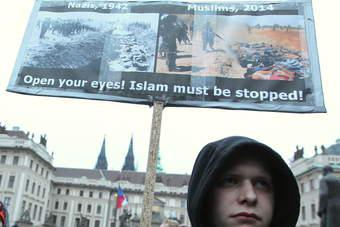 Nazis, 1942 Muslims, 2014
Open your eyes! Islam must be stopped!